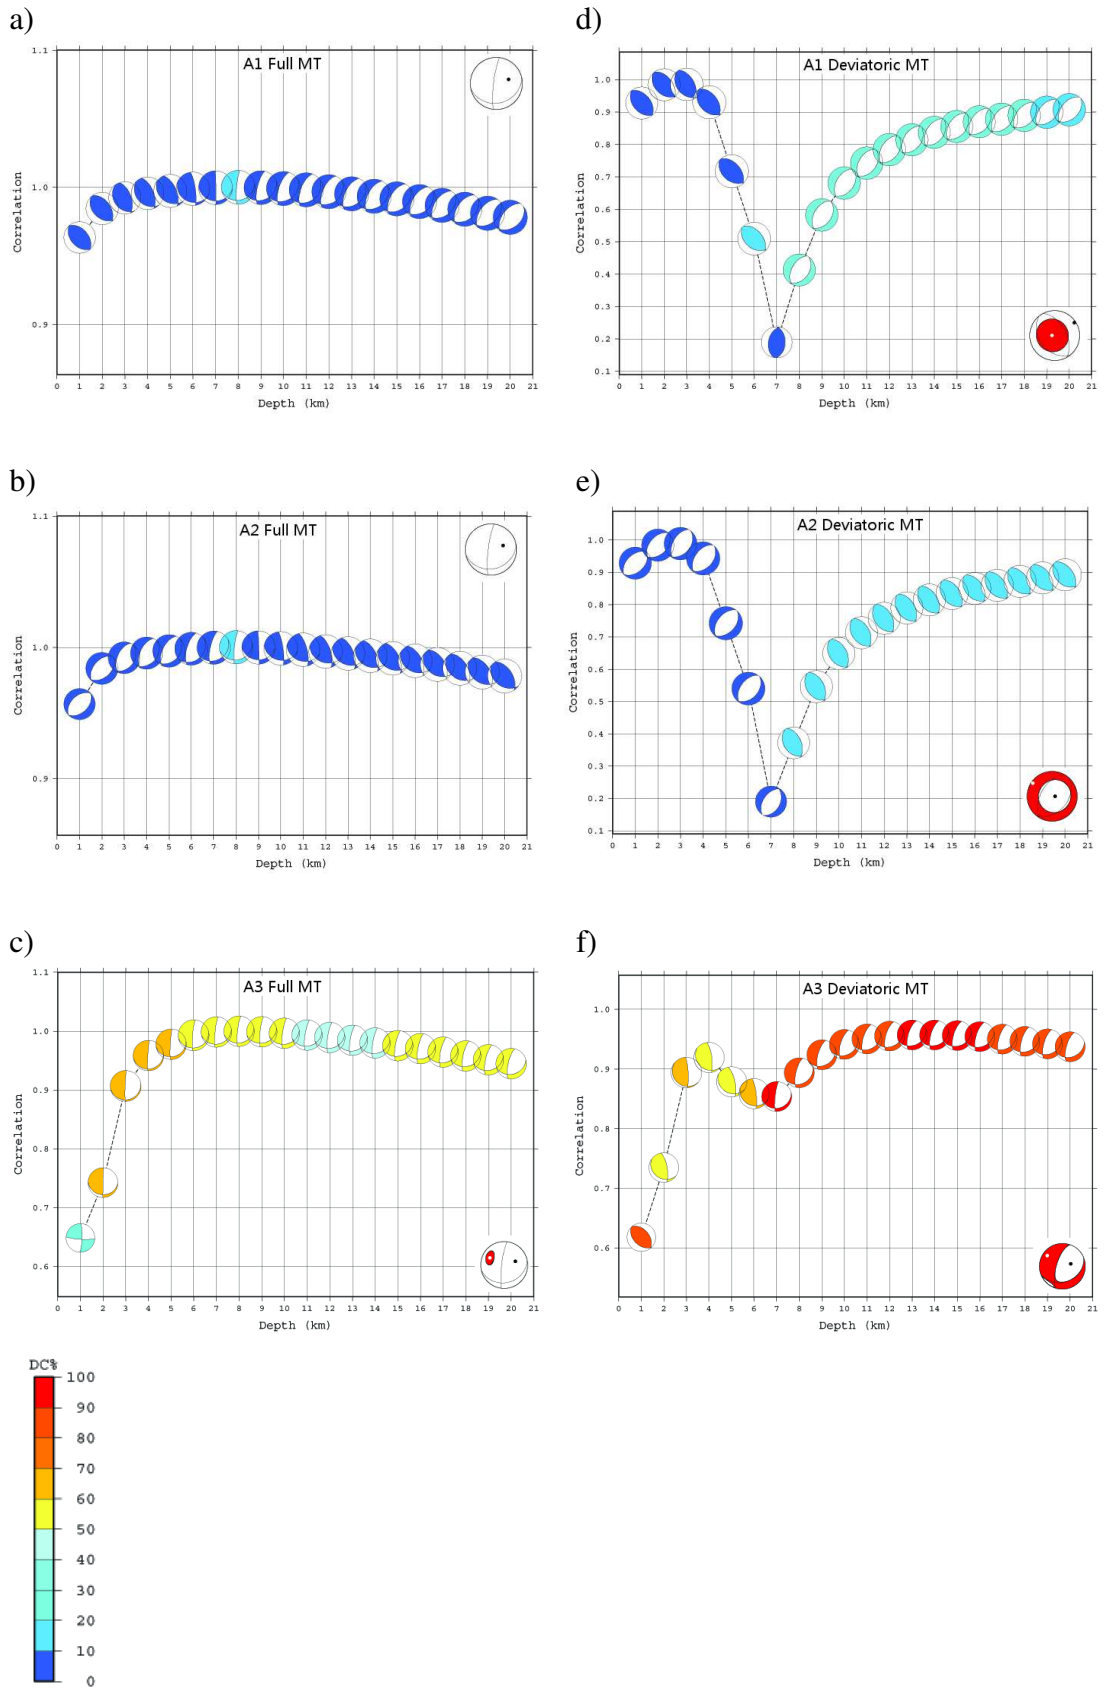 a)
A1 Full MT
1.1
1.0
0.9
Correlation
0 1 2 3 4 5 6 7 8 9 10 11 12 13 14 15 16 17 18 19 20 21
Depth (km)
d)
A1 Deviatoric MT
1.0
0.9
0.8
0.7
0.6
0.5
0.4
0.3
0.2
0.1
Correlation
0 1 2 3 4 5 6 7 8 9 10 11 12 13 14 15 16 17 18 19 20 21
Depth (km)
b)
A2 Full MT
1.1
1.0
0.9
Correlation
0 1 2 3 4 5 6 7 8 9 10 11 12 13 14 15 16 17 18 19 20 21
Depth (km)
e)
A2 Deviatoric MT
1.0
0.9
0.8
0.7
0.6
0.5
0.4
0.3
0.2
0.1
Correlation
0 1 2 3 4 5 6 7 8 9 10 11 12 13 14 15 16 17 18 19 20 21
Depth (km)
c)
A3 Full MT
1.1
1.0
0.9
0.8
0.7
0.6
Correlation
0 1 2 3 4 5 6 7 8 9 10 11 12 13 14 15 16 17 18 19 20 21
Depth (km)
f)
A3 Deviatoric MT
1.0
0.9
0.8
0.7
0.6
Correlation
0 1 2 3 4 5 6 7 8 9 10 11 12 13 14 15 16 17 18 19 20 21
Depth (km)
DC%
100
90
80
70
60
50
40
30
20
10
0